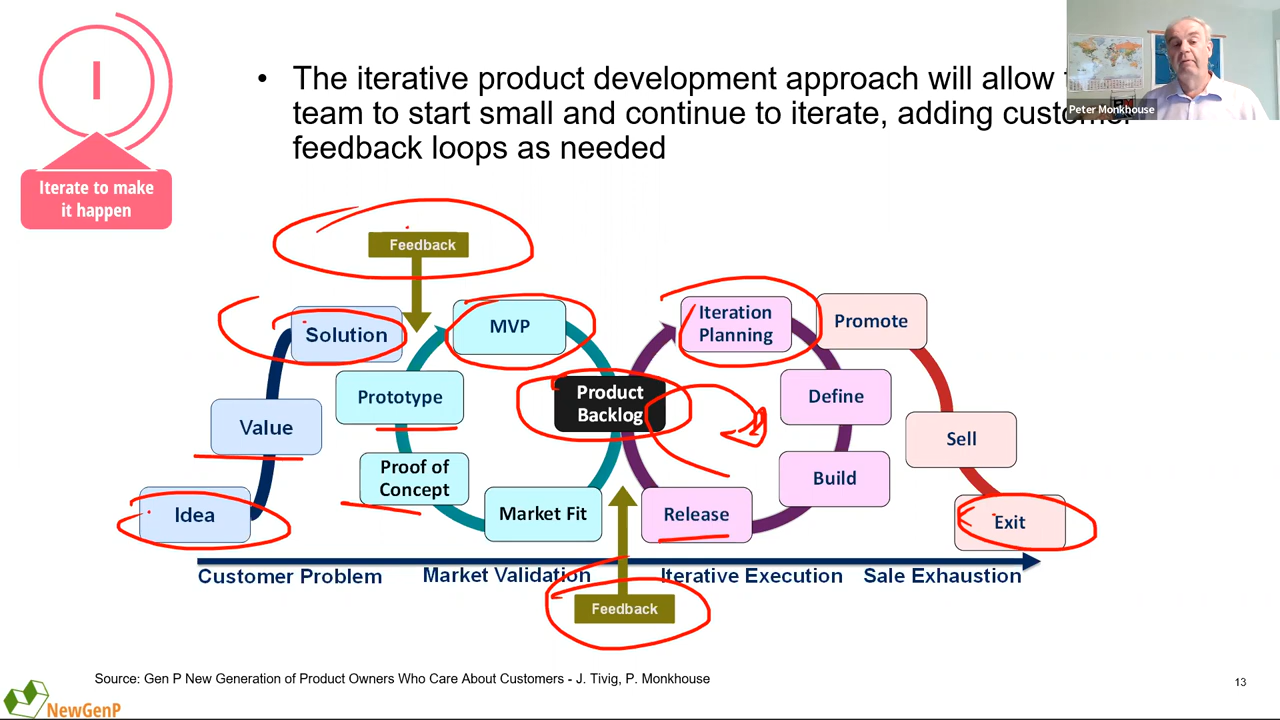 I
Iterate to make
it happen
• The iterative product development approach will allow
team to start small and continue to iterate, adding customer
feedback loops as needed
Peter Monkhouse
Feedback
Solution
MVP
Iteration
Planning
Promote
Prototype
Product
Backlog
Define
Value
Sell
Proof of
Concept
Build
Idea
Market Fit
Release
Exit
Customer Problem
Market Validation
Iterative Execution
Sale Exhaustion
Feedback
Source: Gen P New Generation of Product Owners Who Care About Customers - J. Tivig, P. Monkhouse
13
NewGenP